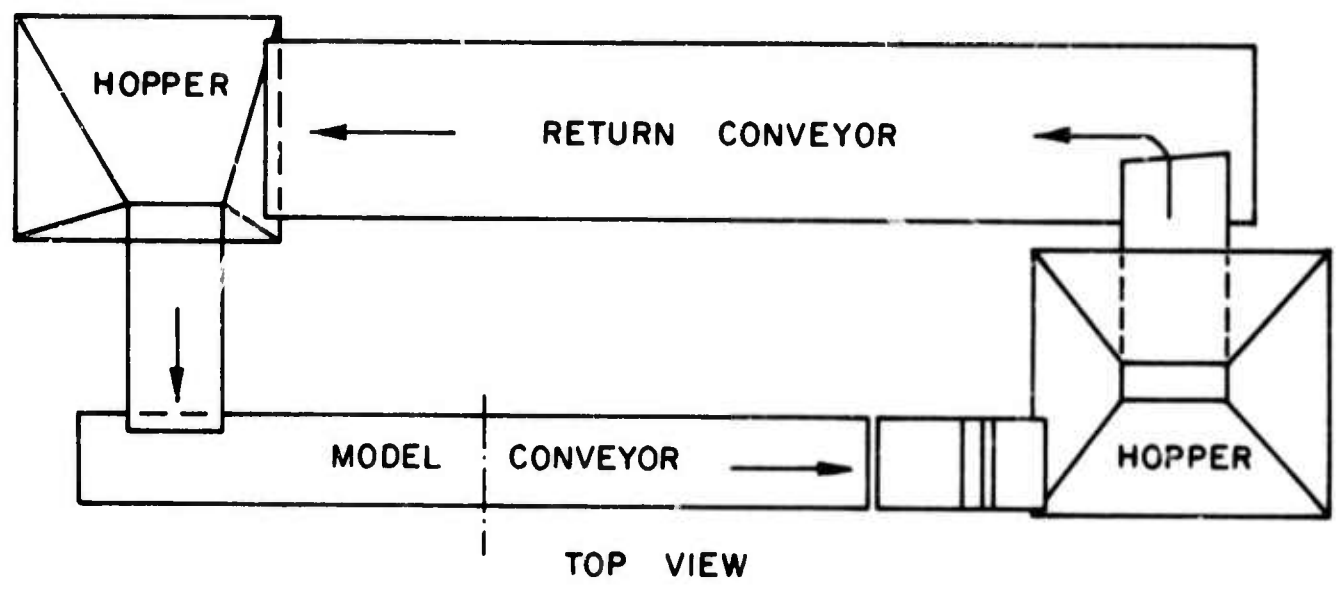 HOPPER
RETURN CONVEYOR
MODEL CONVEYOR
HOPPER
TOP VIEW